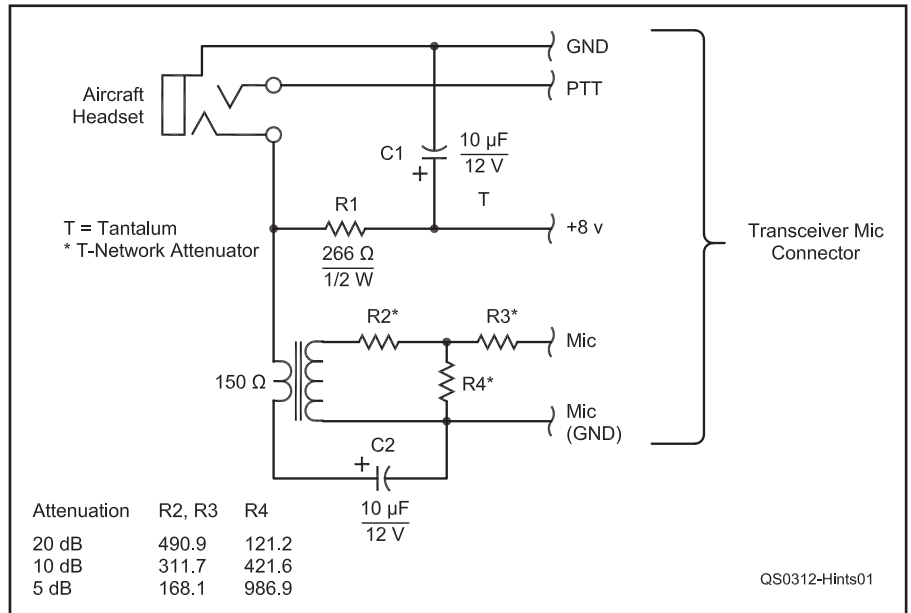 GND
PTT
Aircraft
Headset
C1
10 µF
12 V
+
T
R1
T = Tantalum
* T-Network Attenuator
+8 v
266 Ω
1/2 W
Transceiver Mic
Connector
R2*
R3*
Mic
150 Ω
R4*
Mic
(GND)
C2
+
10 µF
12 V
Attenuation R2, R3 R4
20 dB 490.9 121.2
10 dB 311.7 421.6
5 dB 168.1 986.9
QS0312-Hints01